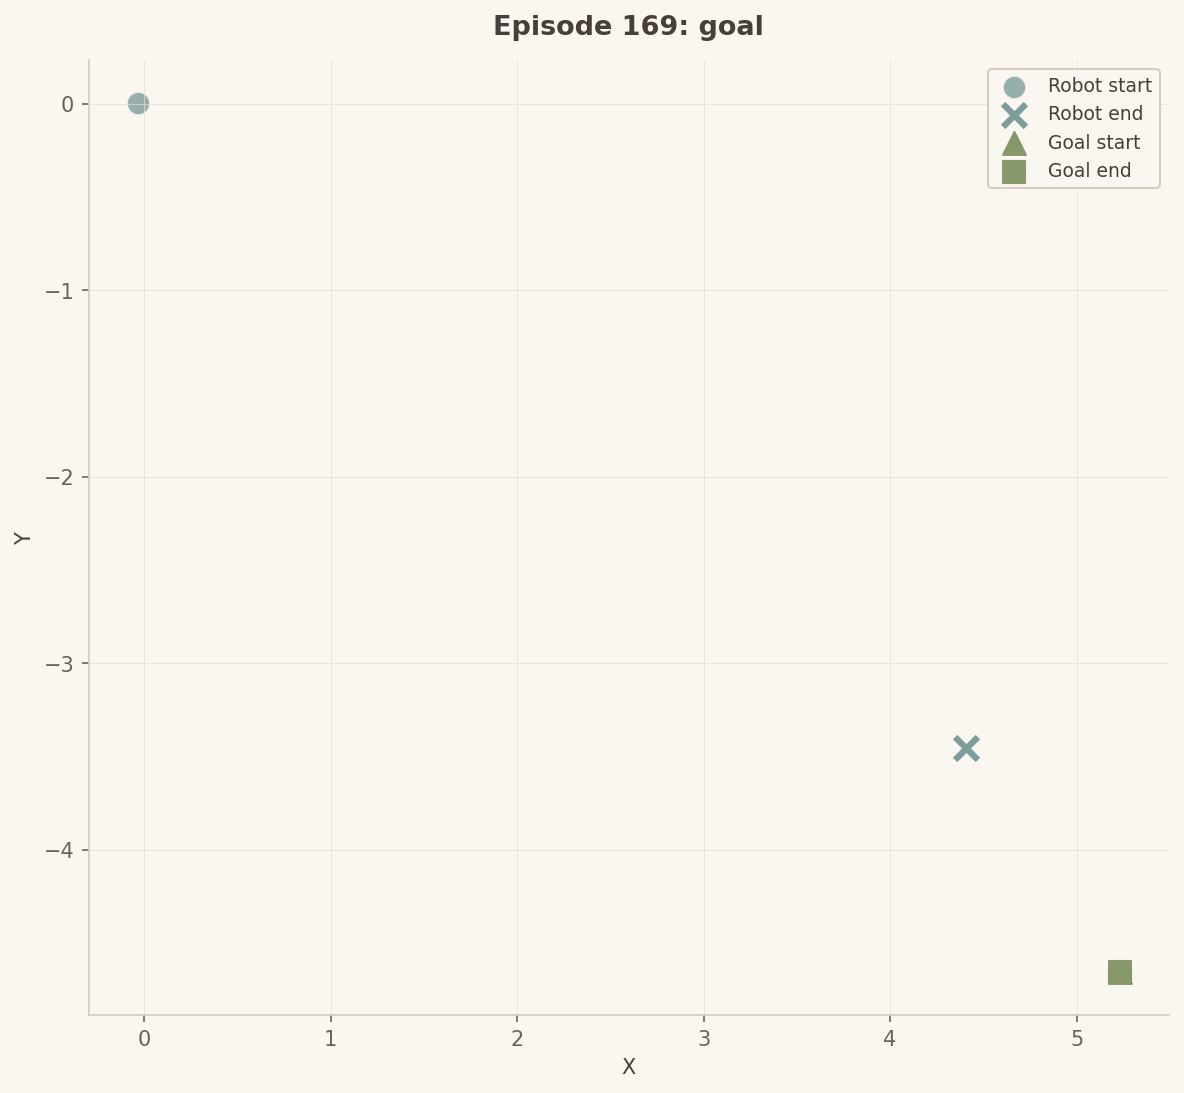 Episode 169: goal
Robot start
Robot end
Goal start
Goal end
0
−1
−2
−3
−4
Y
0 1 2 3 4 5
X